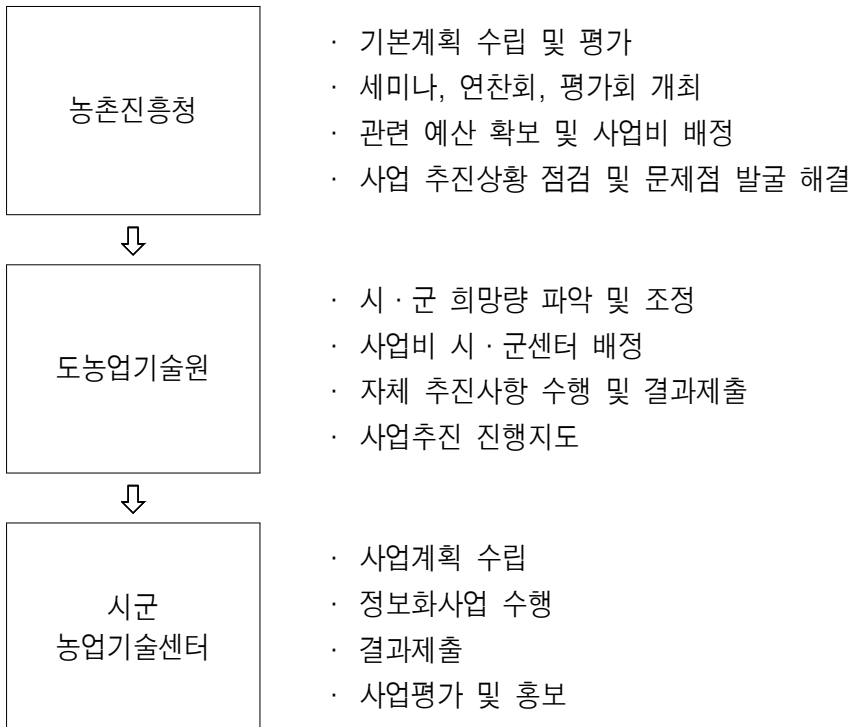 농촌진흥청
· 기본계획 수립 및 평가
· 세미나, 연찬회, 평가회 개최
· 관련 예산 확보 및 사업비 배정
· 사업 추진상황 점검 및 문제점 발굴 해결
⇩
도농업기술원
· 시·군 희망량 파악 및 조정
· 사업비 시·군센터 배정
· 자체 추진사항 수행 및 결과제출
· 사업추진 진행지도
⇩
시군
농업기술센터
· 사업계획 수립
· 정보화사업 수행
· 결과제출
· 사업평가 및 홍보